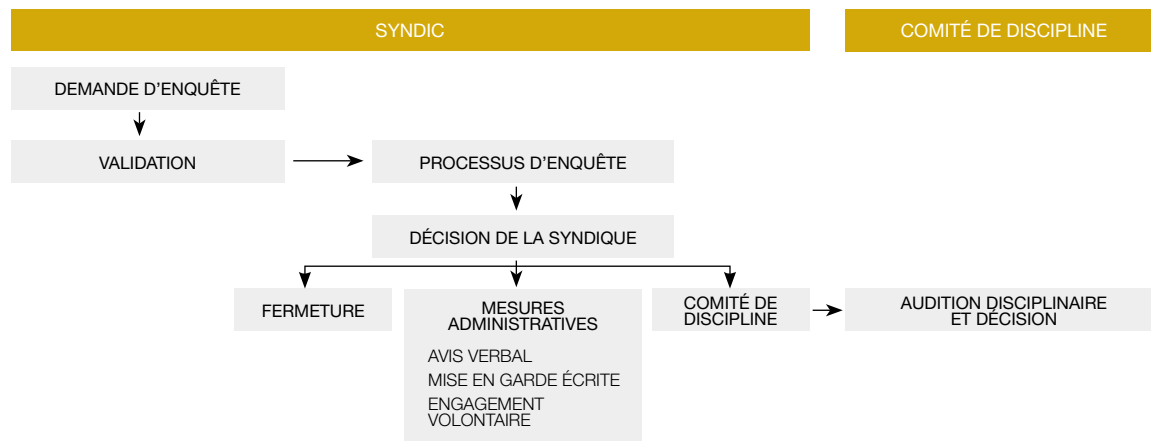 SYNDIC
COMITÉ DE DISCIPLINE
DEMANDE D’ENQUÊTE
VALIDATION
PROCESSUS D’ENQUÊTE
DÉCISION DE LA SYNDIQUE
FERMETURE
MESURES
ADMINISTRATIVES
AVIS VERBAL
MISE EN GARDE ÉCRITE
ENGAGEMENT
VOLONTAIRE
COMITÉ DE
DISCIPLINE
AUDITION DISCIPLINAIRE
ET DÉCISION